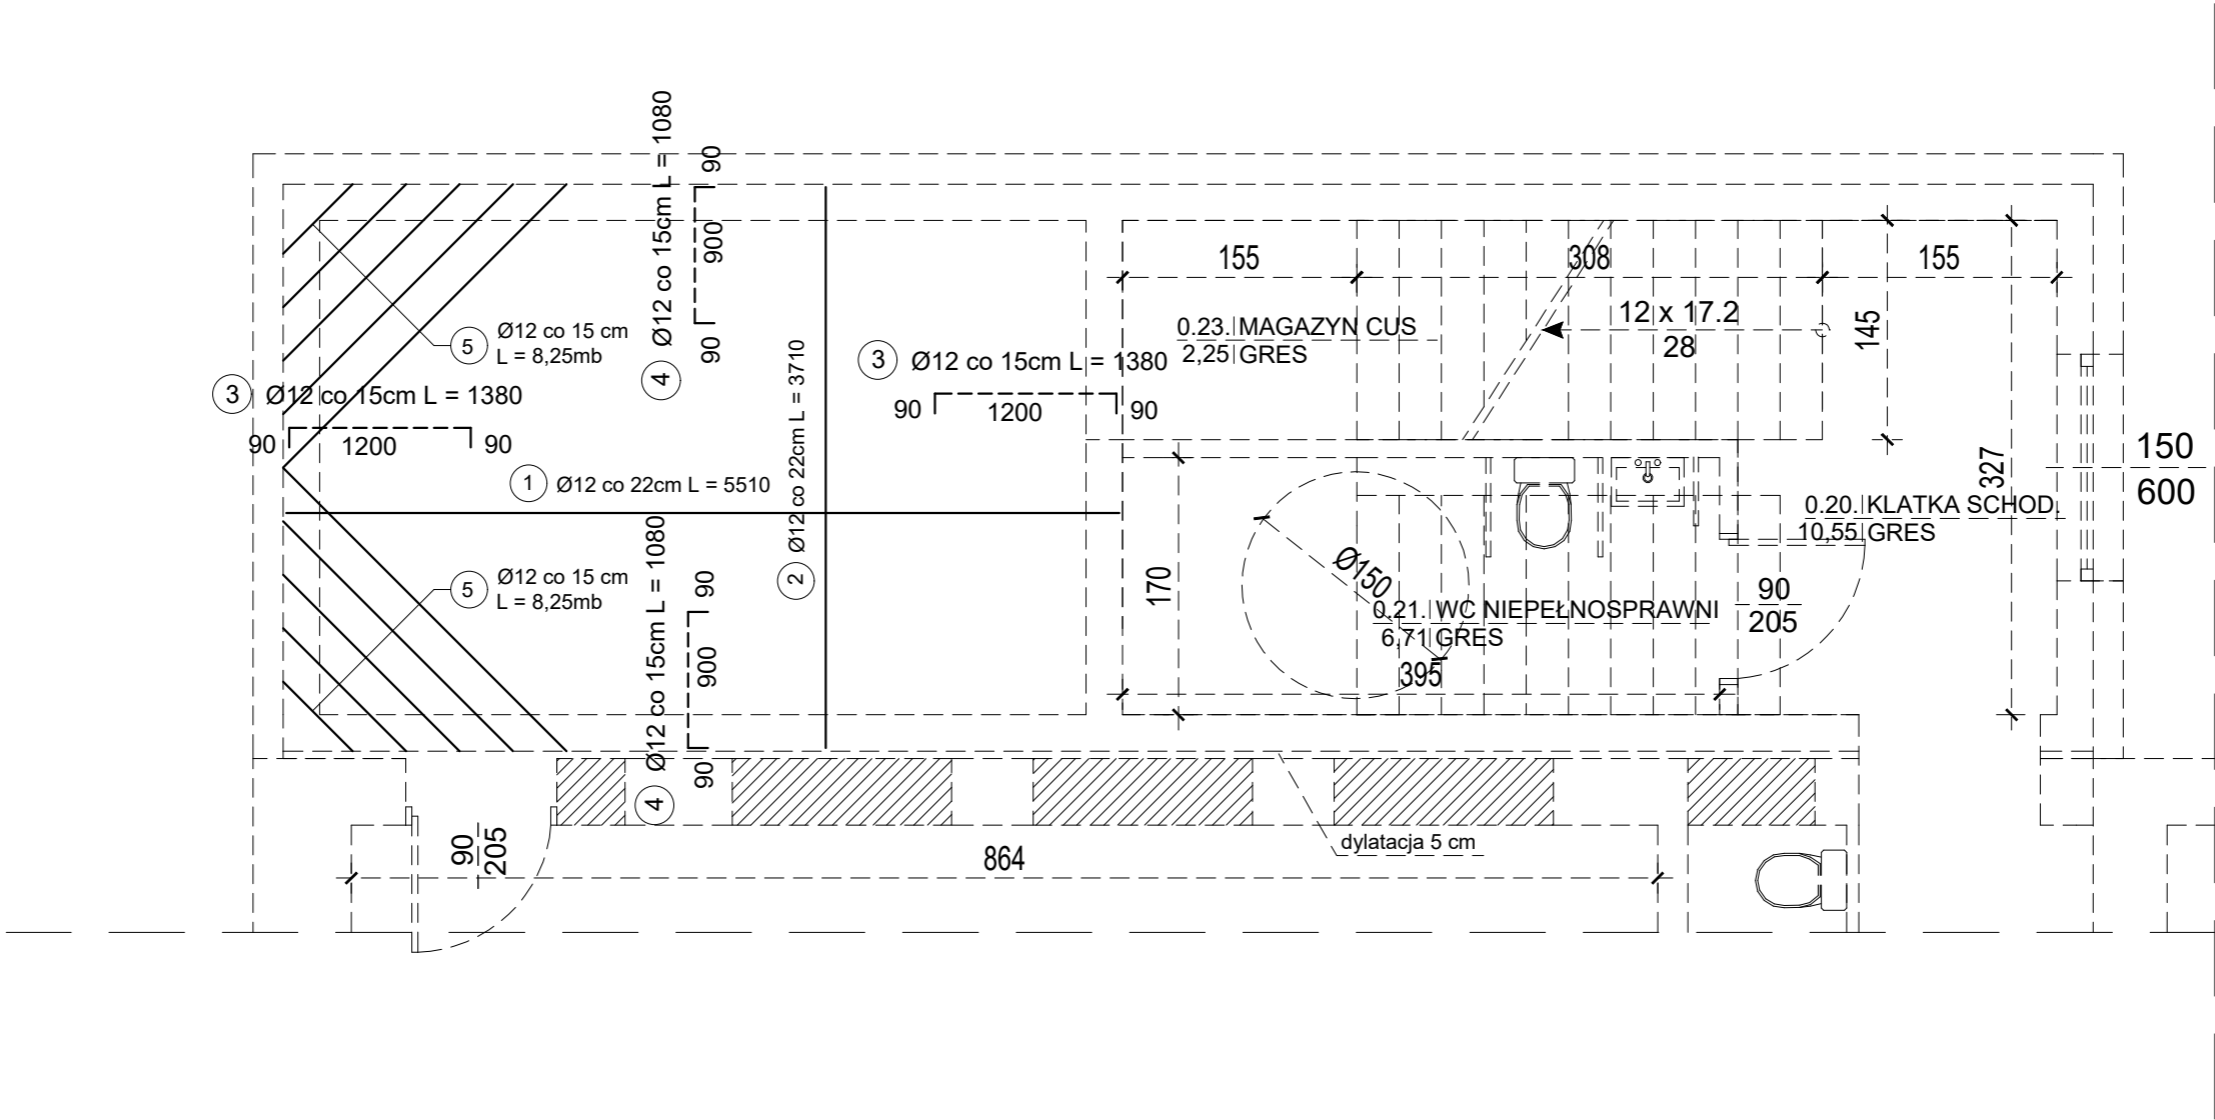 Ø12 co 15cm L = 1080
4
90
900
90
5
Ø12 co 15 cm
L = 8,25mb
3
Ø12 co 15cm L = 1380
90
1200
90
1
Ø12 co 22cm L = 5510
2
Ø12 co 22cm L = 3710
3
Ø12 co 15cm L = 1380
90
1200
90
5
Ø12 co 15 cm
L = 8,25mb
4
Ø12 co 15cm L = 1080
90
900
90
155
308
155
0.23. MAGAZYN CUS
2,25 GRES
12 x 17.2
28
145
327
150
600
0.20. KLATKA SCHOD.
10,55 GRES
170
Ø150
0.21. WC NIEPEŁNOSPRAWNI
6,71 GRES
395
90
205
90
205
864
dylatacja 5 cm